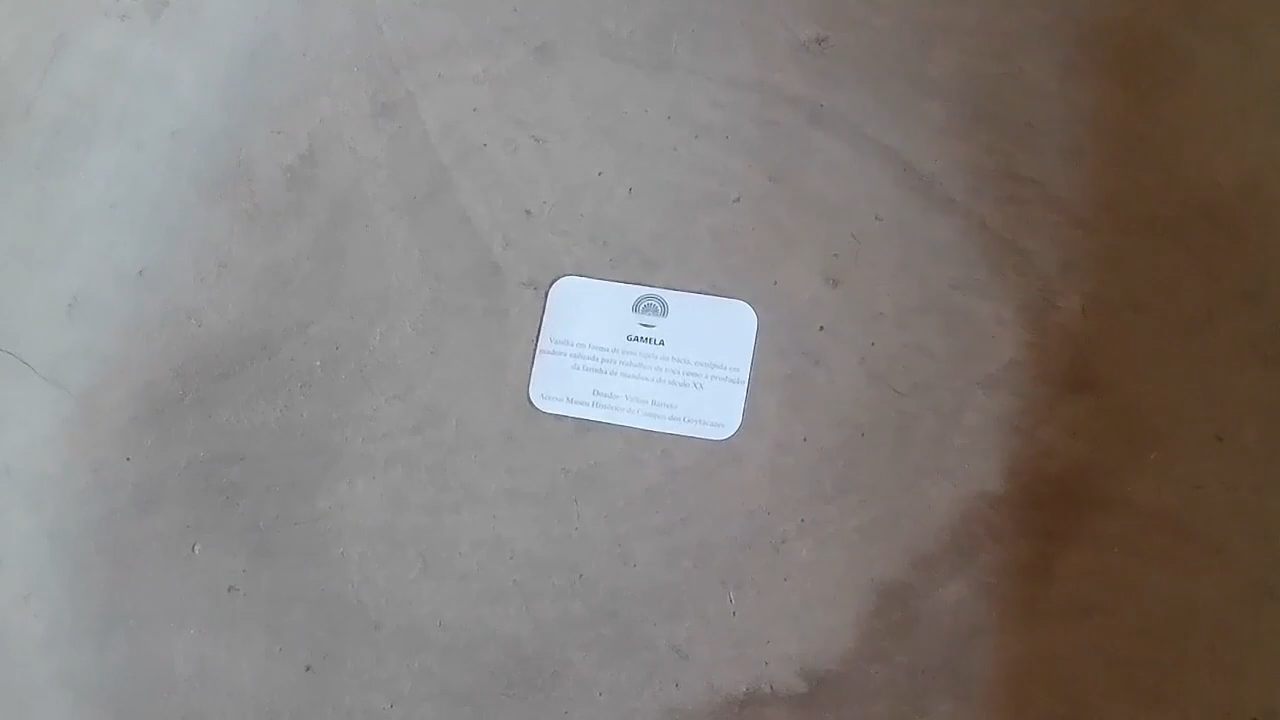 GAMELA
Vasilha em forma de uma tigela ou bacia, esculpida em
madeira utilizada para trabalhos da roça como a produção
da farinha de mandioca do século XX
Doador: Barreto
Acervo Museu Histórico de Campos dos Goytacazes